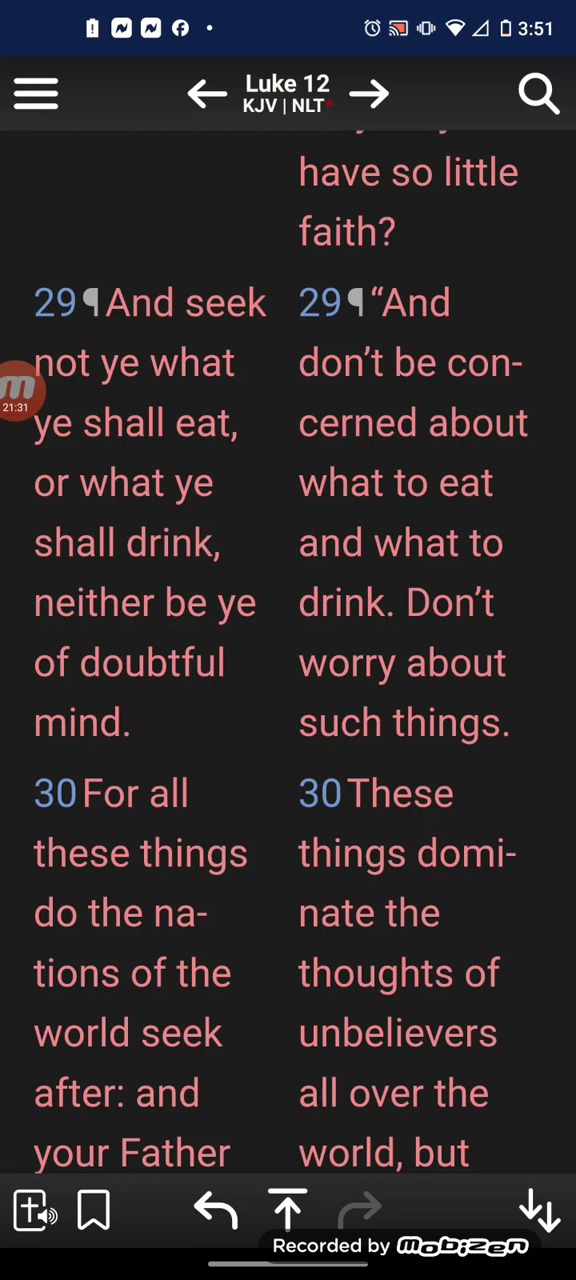 3:51
Luke 12
KJV | NLT*
have so little
faith?
29 ¶ And seek
not ye what
ye shall eat,
or what ye
shall drink,
neither be ye
of doubtful
mind.
30 For all
these things
do the na-
tions of the
world seek
after: and
your Father
29 ¶ “And
don’t be con-
cerned about
what to eat
and what to
drink. Don’t
worry about
such things.
30 These
things domi-
nate the
thoughts of
unbelievers
all over the
world, but
m
21:31
Recorded by mobizen